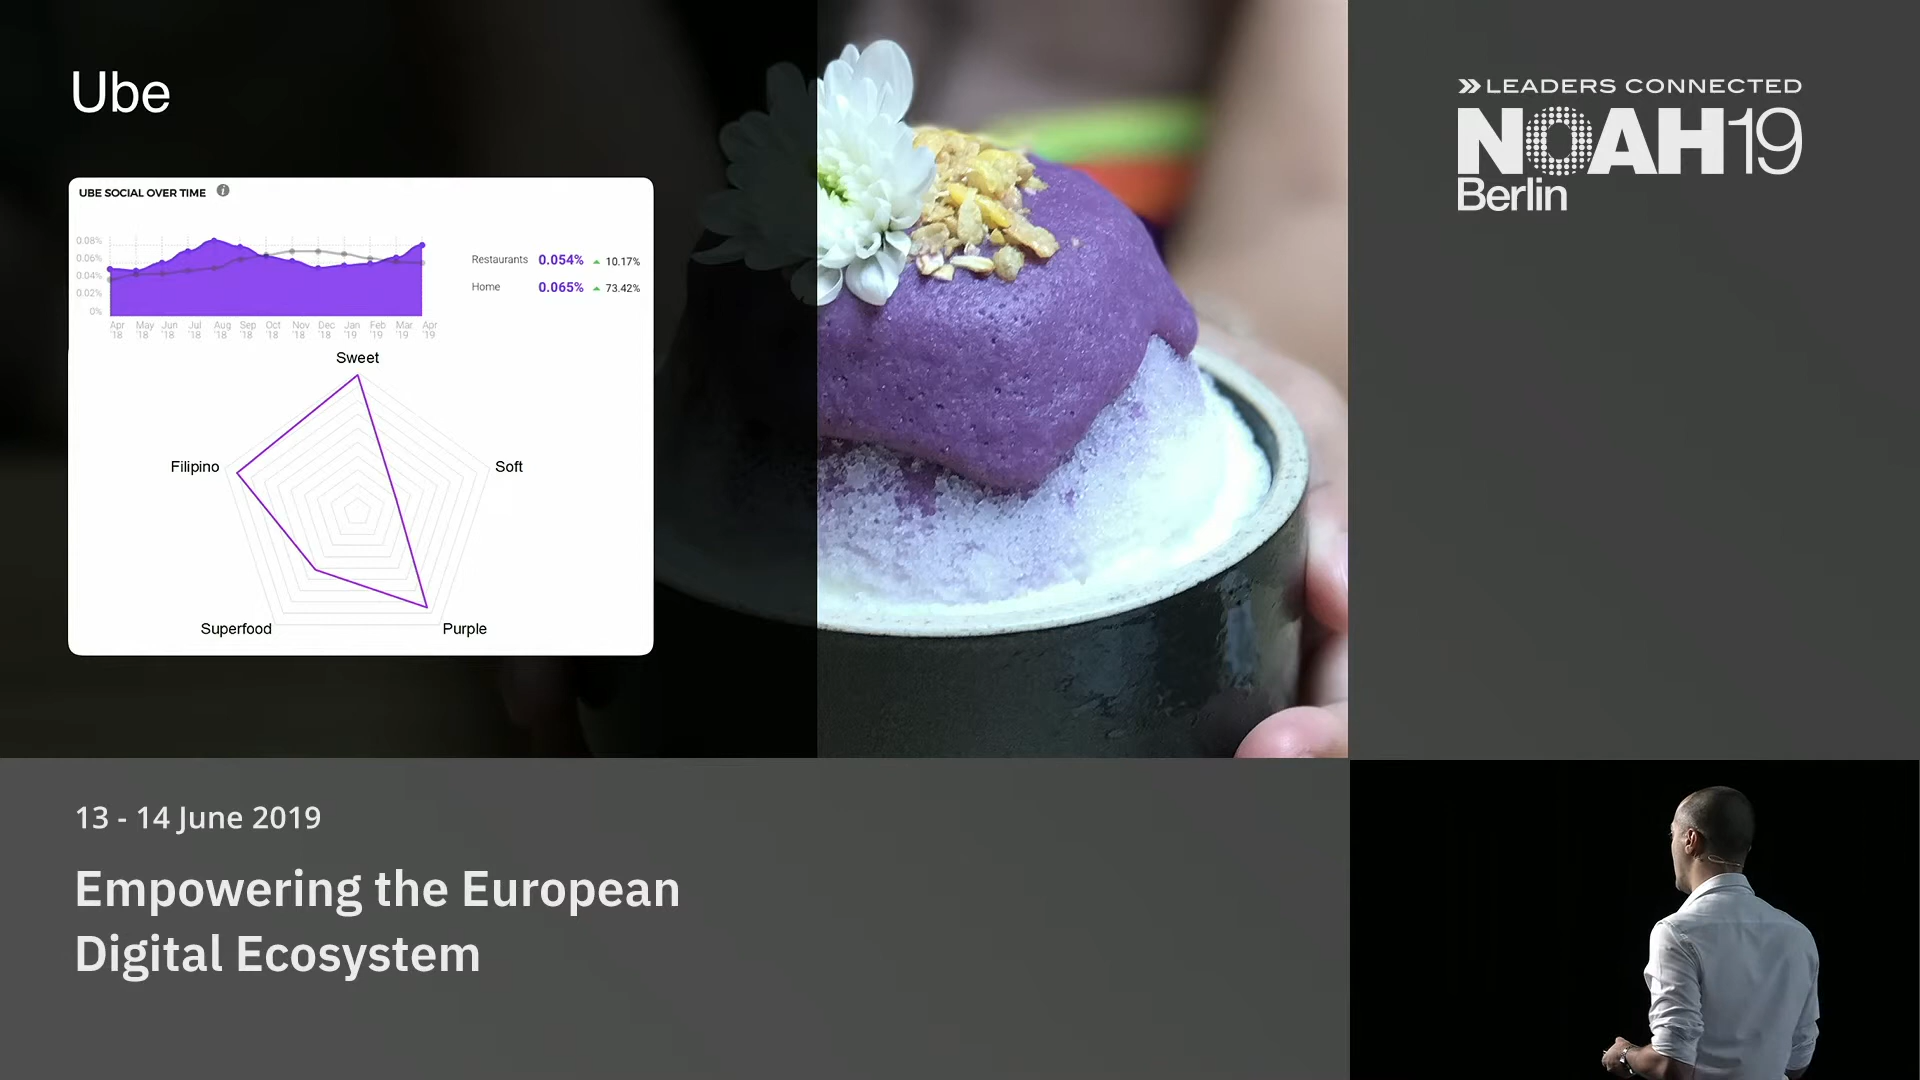 Ube
UBE SOCIAL OVER TIME i
0.08%
0.06%
0.04%
0.02%
0%
Apr '18 May '18 Jun '18 Jul '18 Aug '18 Sep '18 Oct '18 Nov '18 Dec '18 Jan '19 Feb '19 Mar '19 Apr '19
Restaurants 0.054% 10.17%
Home 0.065% 73.42%
Sweet
Filipino
Soft
Superfood
Purple
LEADERS CONNECTED
NOAH19
Berlin
13 - 14 June 2019
Empowering the European
Digital Ecosystem